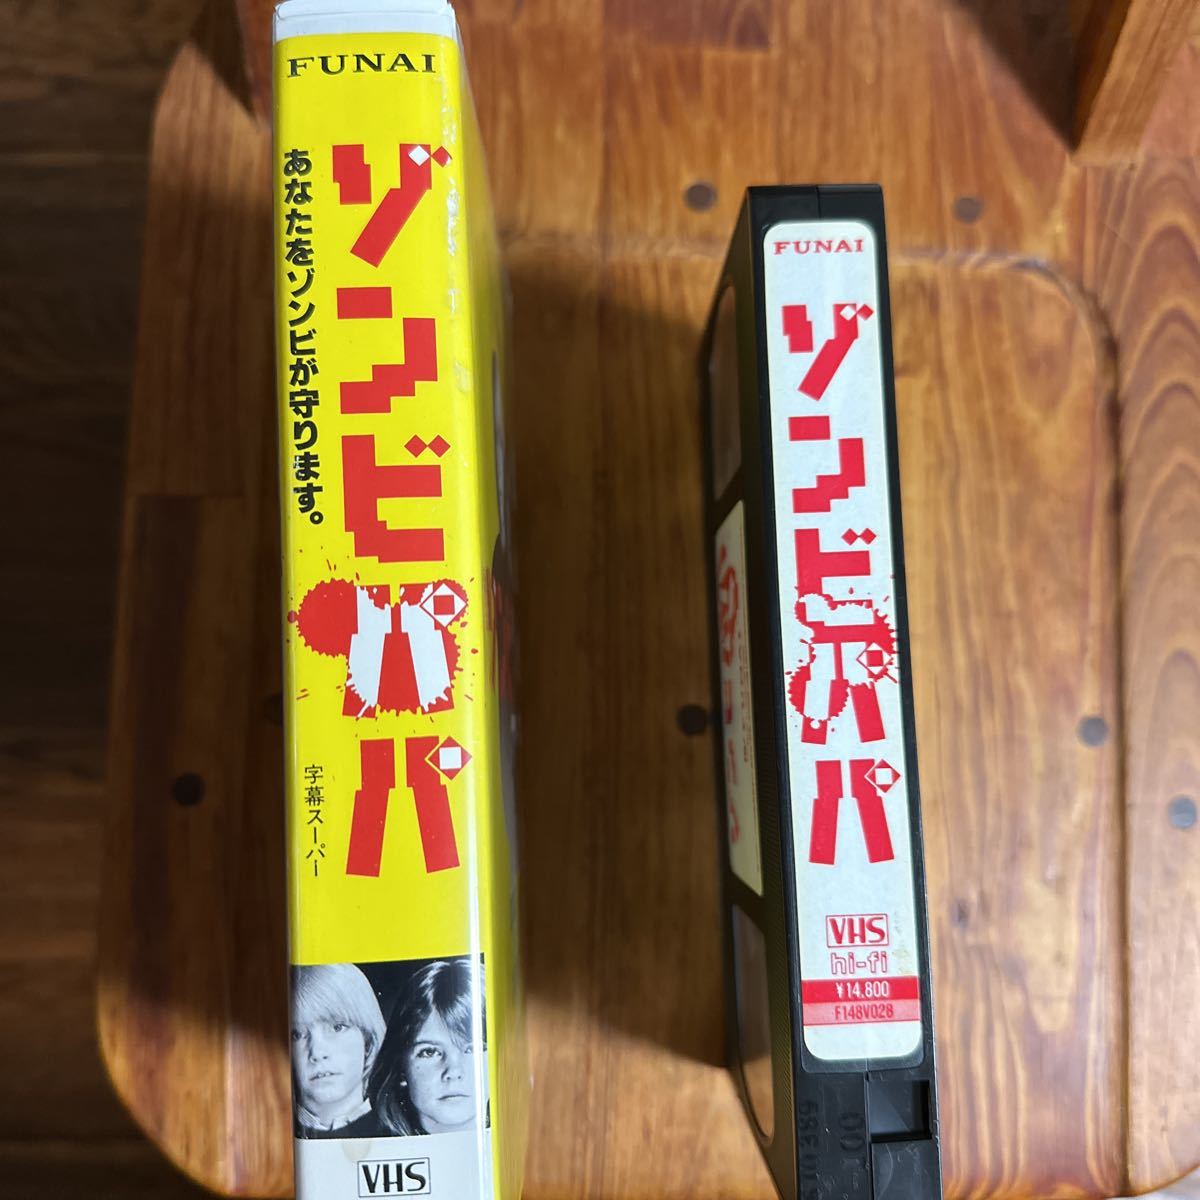 FUNAI
ゾンビパパ
あなたをゾンビが守ります。
字幕スーパー
VHS
FUNAI
ゾンビパパ
VHS
hi-fi
¥14,800
F148V028